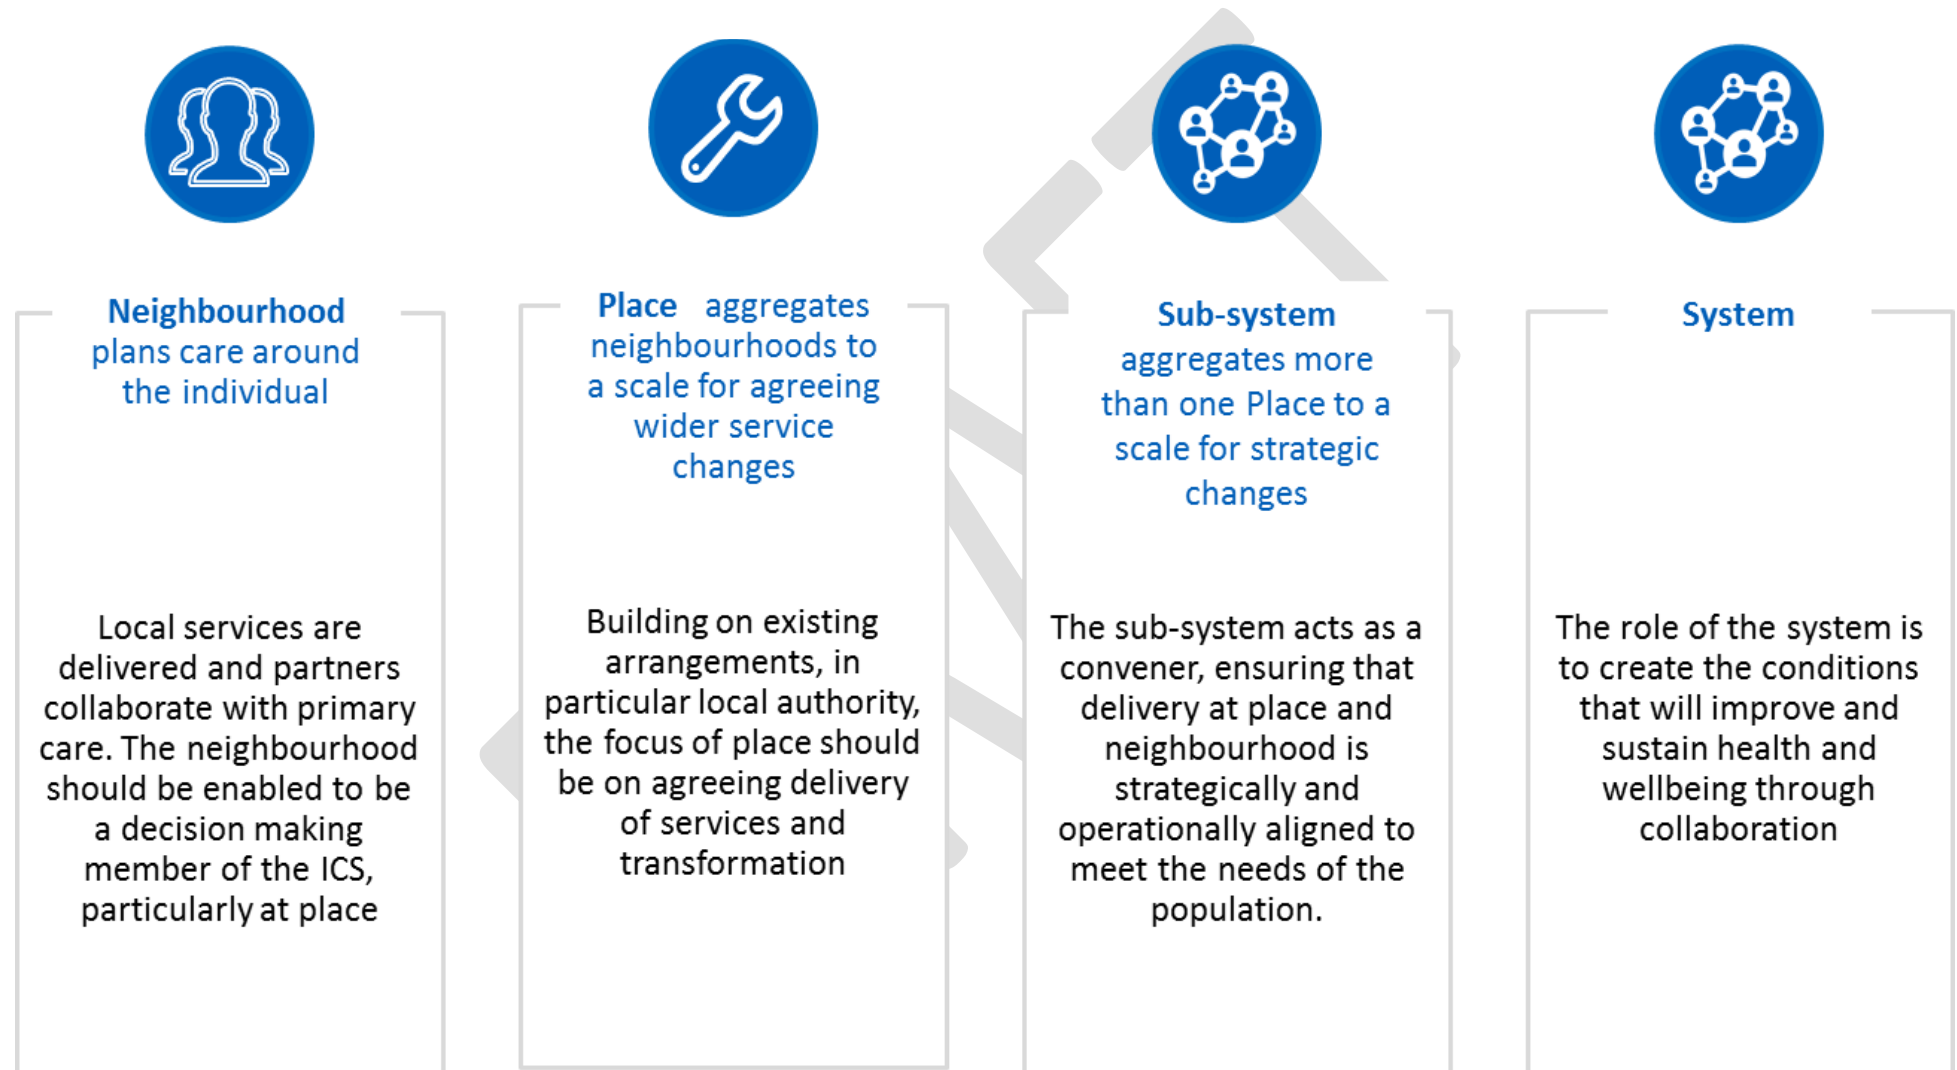 Neighbourhood
plans care around
the individual
Local services are
delivered and partners
collaborate with primary
care. The neighbourhood
should be enabled to be
a decision making
member of the ICS,
particularly at place
Place aggregates
neighbourhoods to
a scale for agreeing
wider service
changes
Building on existing
arrangements, in
particular local authority,
the focus of place should
be on agreeing delivery
of services and
transformation
Sub-system
aggregates more
than one Place to a
scale for strategic
changes
The sub-system acts as a
convener, ensuring that
delivery at place and
neighbourhood is
strategically and
operationally aligned to
meet the needs of the
population.
System
The role of the system is
to create the conditions
that will improve and
sustain health and
wellbeing through
collaboration